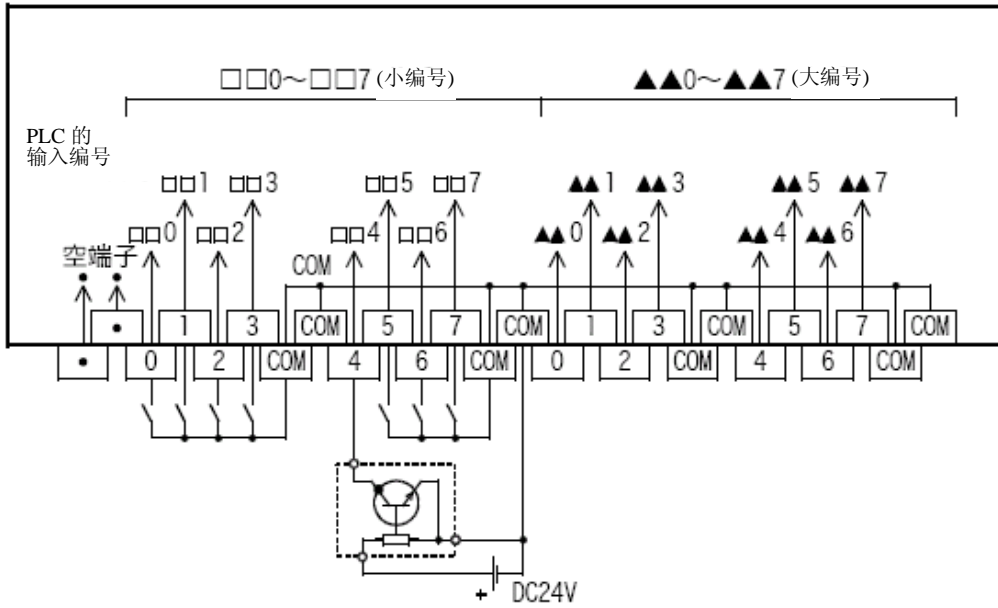 □□0～□□7 (小编号) ▲▲0～▲▲7 (大编号)
PLC 的
输入编号
□□1 □□3 □□5 □□7 ▲▲1 ▲▲3 ▲▲5 ▲▲7
□□0 □□2 □□4 □□6 ▲▲0 ▲▲2 ▲▲4 ▲▲6
空端子
COM
• 1 3 COM 5 7 COM 1 3 COM 5 7 COM
• 0 2 COM 4 6 COM 0 2 COM 4 6 COM
+ DC24V